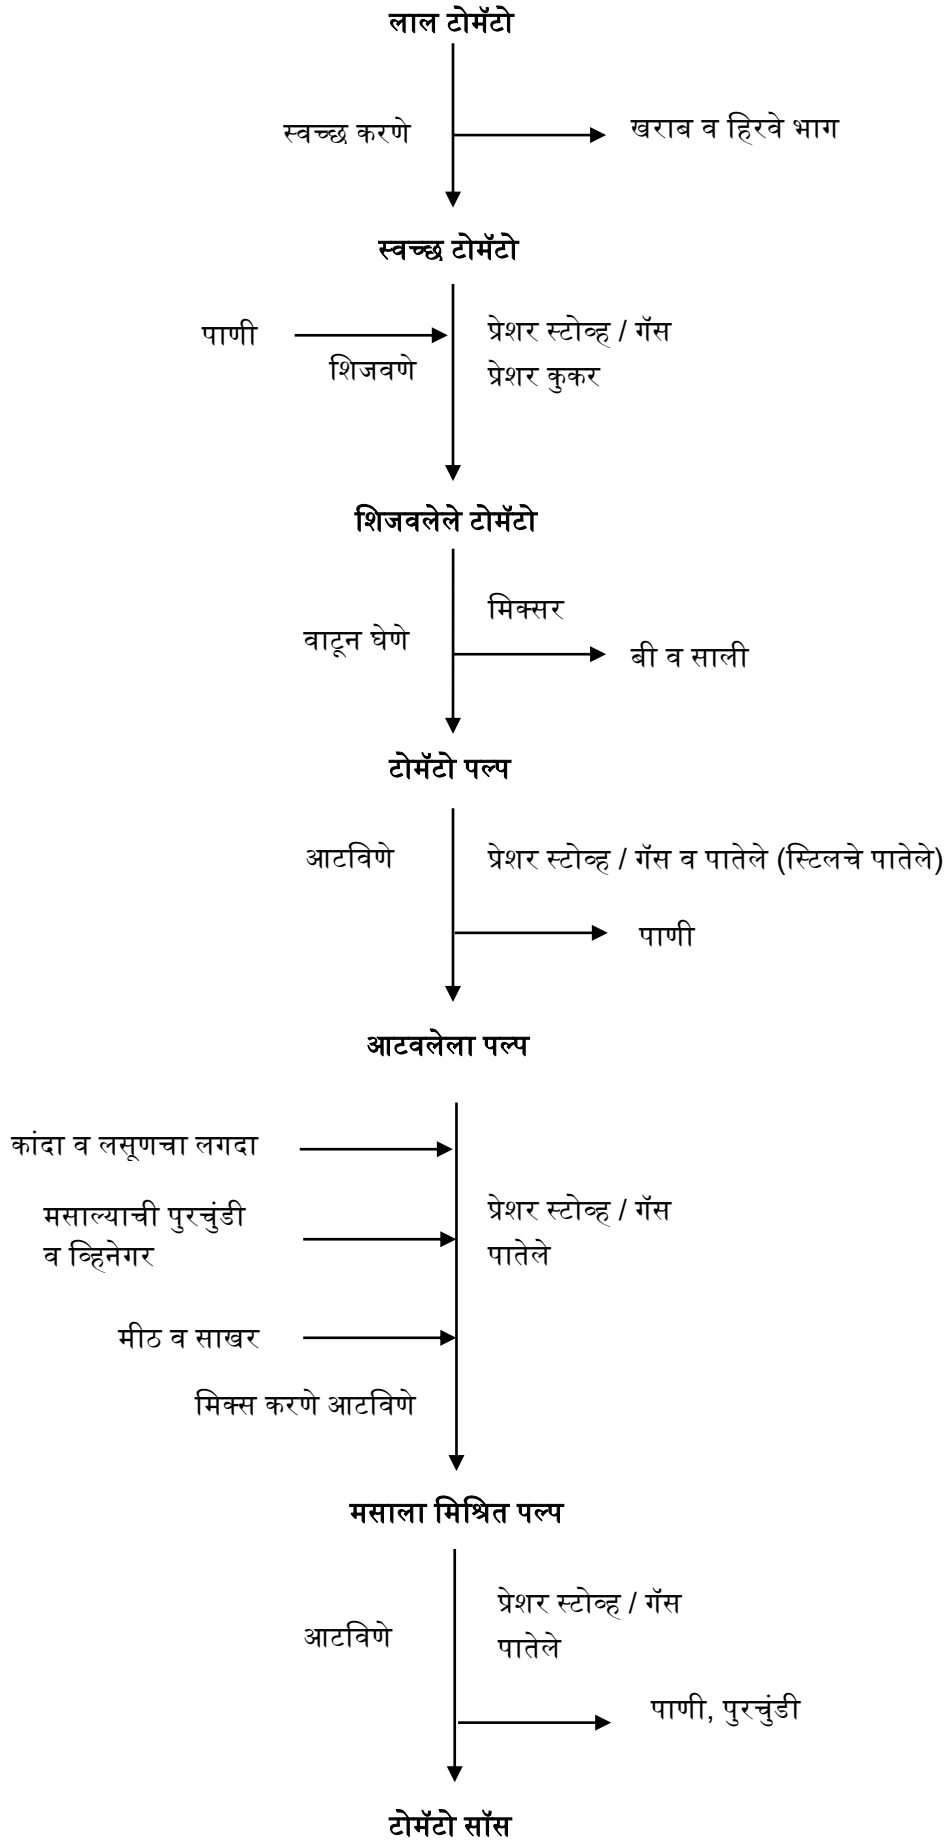 लाल टोमॅटो
स्वच्छ करणे
खराब व हिरवे भाग
स्वच्छ टोमॅटो
पाणी
प्रेशर स्टोव्ह / गॅस
शिजवणे
प्रेशर कुकर
शिजवलेले टोमॅटो
मिक्सर
वाटून घेणे
बी व साली
टोमॅटो पल्प
आटविणे
प्रेशर स्टोव्ह / गॅस व पातेले (स्टिलचे पातेले)
पाणी
आटवलेला पल्प
कांदा व लसूणचा लगदा
मसाल्याची पुरचुंडी
व व्हिनेगर
प्रेशर स्टोव्ह / गॅस
पातेले
मीठ व साखर
मिक्स करणे आटविणे
मसाला मिश्रित पल्प
प्रेशर स्टोव्ह / गॅस
पातेले
आटविणे
पाणी, पुरचुंडी
टोमॅटो सॉस